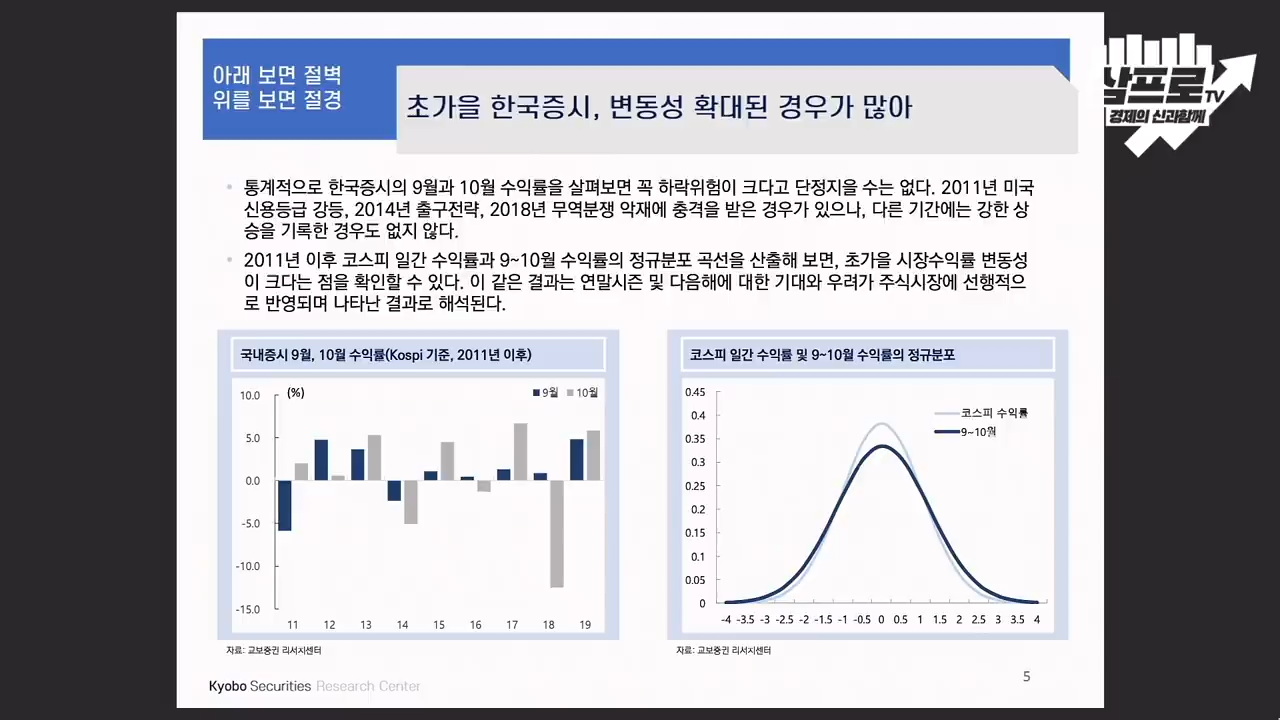 아래 보면 절벽
위를 보면 절경
초가을 한국증시, 변동성 확대된 경우가 많아
삼프로TV
경제의 신과함께
• 통계적으로 한국증시의 9월과 10월 수익률을 살펴보면 꼭 하락위험이 크다고 단정지을 수는 없다. 2011년 미국
신용등급 강등, 2014년 출구전략, 2018년 무역분쟁 악재에 충격을 받은 경우가 있으나, 다른 기간에는 강한 상
승을 기록한 경우도 없지 않다.
• 2011년 이후 코스피 일간 수익률과 9~10월 수익률의 정규분포 곡선을 산출해 보면, 초가을 시장수익률 변동성
이 크다는 점을 확인할 수 있다. 이 같은 결과는 연말시즌 및 다음해에 대한 기대와 우려가 주식시장에 선행적으
로 반영되며 나타난 결과로 해석된다.
국내증시 9월, 10월 수익률(Kospi 기준, 2011년 이후)
(%)
9월 10월
10.0
5.0
0.0
-5.0
-10.0
-15.0
11 12 13 14 15 16 17 18 19
자료: 교보증권 리서치센터
코스피 일간 수익률 및 9~10월 수익률의 정규분포
코스피 수익률
9~10월
0.45
0.4
0.35
0.3
0.25
0.2
0.15
0.1
0.05
0
-4 -3.5 -3 -2.5 -2 -1.5 -1 -0.5 0 0.5 1 1.5 2 2.5 3 3.5 4
자료: 교보증권 리서치센터
Kyobo Securities Research Center
5